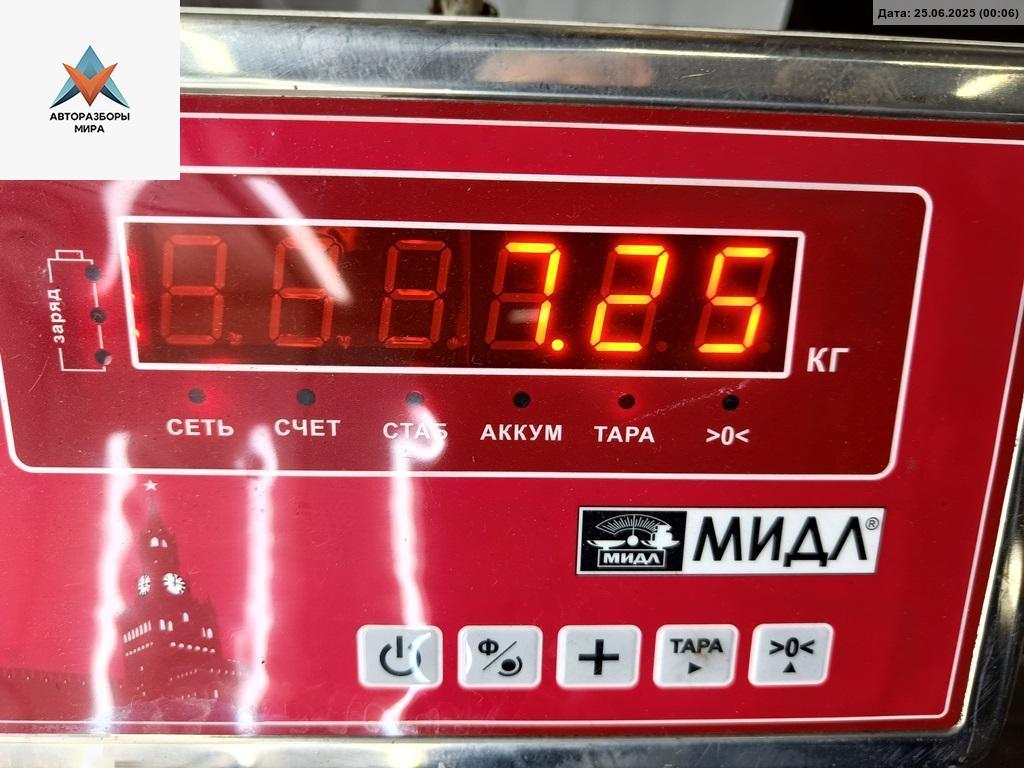 Дата: 25.06.2025 (00:06)
АВТОРАЗБОРЫ
МИРА
заряд
7.25
КГ
СЕТЬ СЧЕТ СТАБ АККУМ ТАРА >0<
МИДЛ МИДЛ®
Ф ТАРА >0<